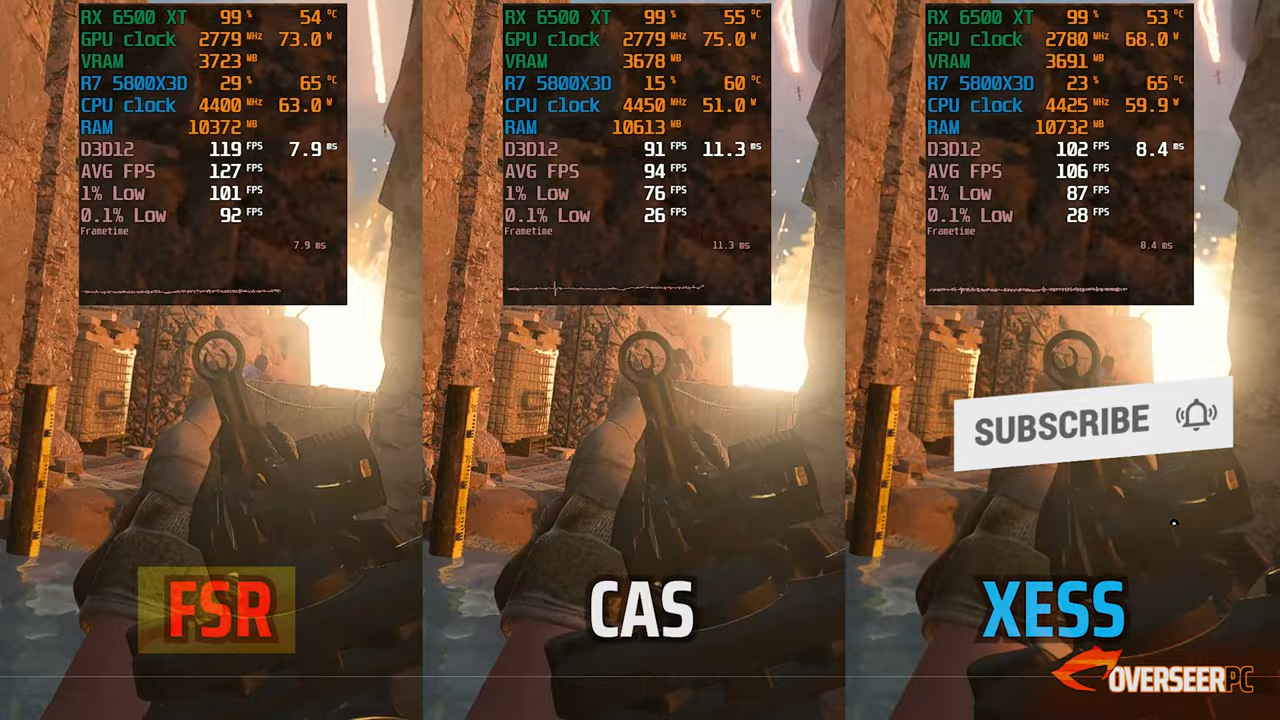 RX 6500 XT 99 % 54 °C
GPU clock 2779 MHz 73.0 W
VRAM 3723 MB
R7 5800X3D 29 % 65 °C
CPU clock 4400 MHz 63.0 W
RAM 10372 MB
D3D12 119 FPS 7.9 ms
AVG FPS 127 FPS
1% Low 101 FPS
0.1% Low 92 FPS
Frametime
7.9 ms
RX 6500 XT 99 % 55 °C
GPU clock 2779 MHz 75.0 W
VRAM 3678 MB
R7 5800X3D 15 % 60 °C
CPU clock 4450 MHz 51.0 W
RAM 10613 MB
D3D12 91 FPS 11.3 ms
AVG FPS 94 FPS
1% Low 76 FPS
0.1% Low 26 FPS
Frametime
11.3 ms
RX 6500 XT 99 % 53 °C
GPU clock 2780 MHz 68.0 W
VRAM 3691 MB
R7 5800X3D 23 % 65 °C
CPU clock 4425 MHz 59.9 W
RAM 10732 MB
D3D12 102 FPS 8.4 ms
AVG FPS 106 FPS
1% Low 87 FPS
0.1% Low 28 FPS
Frametime
8.4 ms
SUBSCRIBE
FSR
CAS
XESS
OVERSEERPC